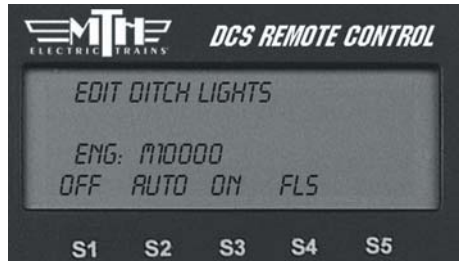 MTH
ELECTRIC TRAINS
DCS REMOTE CONTROL
EDIT DITCH LIGHTS
ENG: M10000
OFF AUTO ON FLS
S1 S2 S3 S4 S5